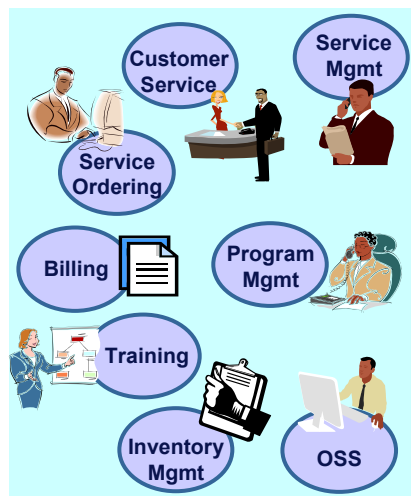 Customer
Service
Service
Mgmt
Service
Ordering
Billing
Program
Mgmt
Training
Inventory
Mgmt
OSS